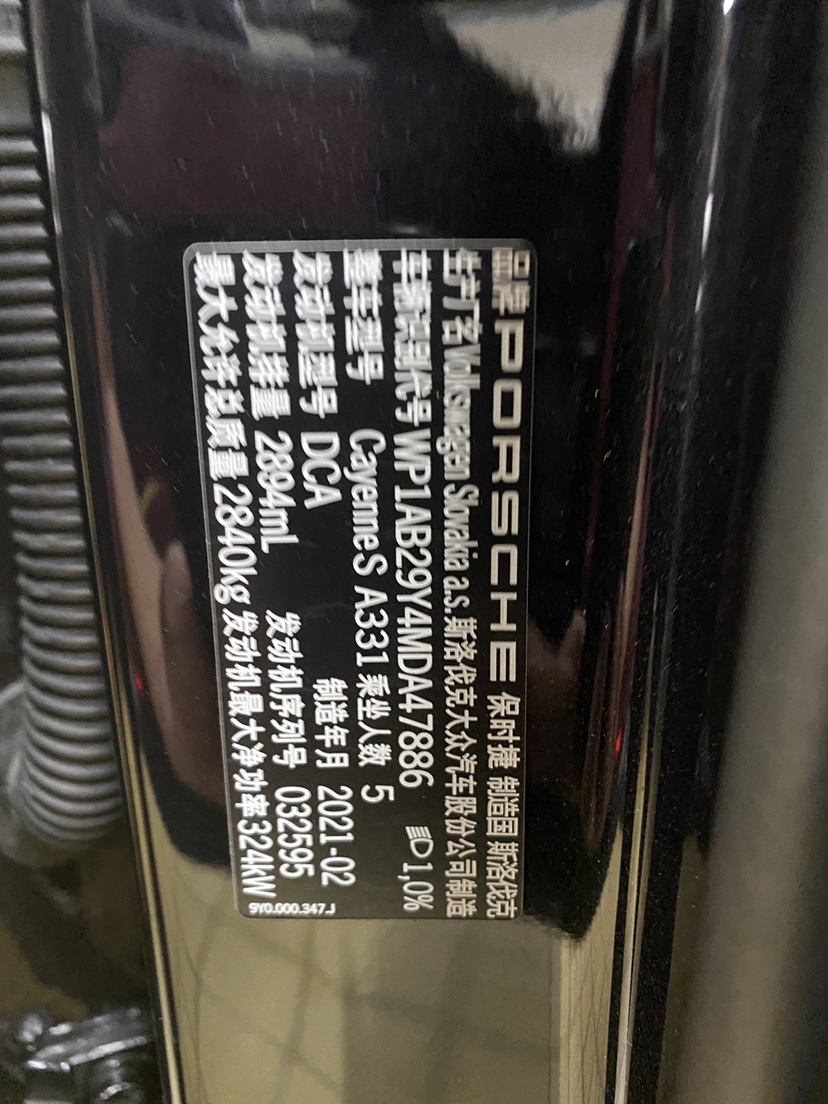 品牌 PORSCHE 保时捷 制造国 斯洛伐克
生产厂名 Volkswagen Slovakia a.s. 斯洛伐克大众汽车股份公司制造
车辆识别代号 WP1AB29Y4MDA47886 1,0%
整车型号 Cayenne S A331 乘坐人数 5
发动机型号 DCA 制造年月 2021-02
发动机排量 2894mL 发动机序列号 032595
最大允许总质量 2840kg 发动机最大净功率 324kW
9Y0.000.347.J